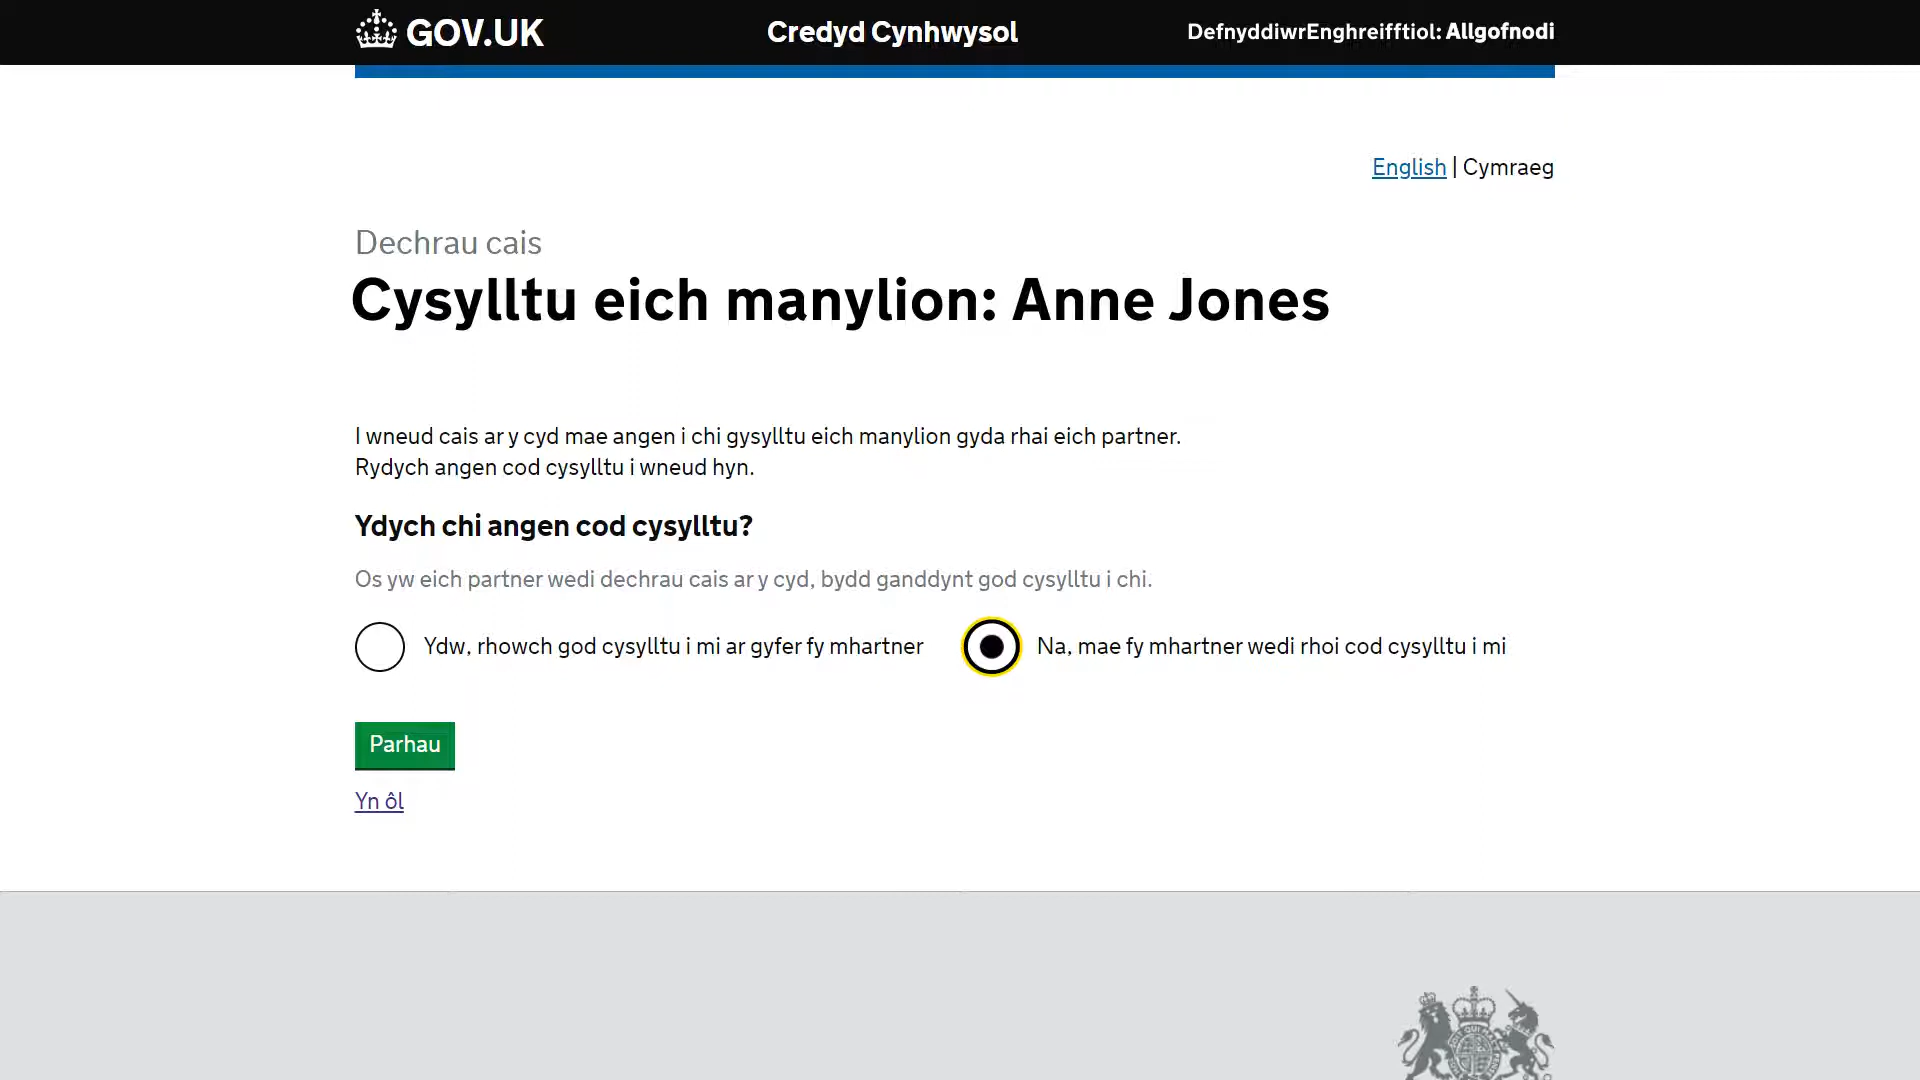 GOV.UK
Credyd Cynhwysol
DefnyddiwrEnghreifftiol: Allgofnodi
English | Cymraeg
Dechrau cais
Cysylltu eich manylion: Anne Jones
I wneud cais ar y cyd mae angen i chi gysylltu eich manylion gyda rhai eich partner.
Rydych angen cod cysylltu i wneud hyn.
Ydych chi angen cod cysylltu?
Os yw eich partner wedi dechrau cais ar y cyd, bydd ganddynt god cysylltu i chi.
Ydw, rhowch god cysylltu i mi ar gyfer fy mhartner
Na, mae fy mhartner wedi rhoi cod cysylltu i mi
Parhau
Yn ôl